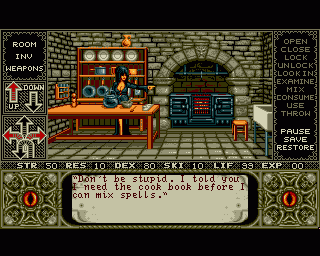 ROOM
INV
WEAPONS
UP
DOWN
OPEN
CLOSE
LOCK
UNLOCK
LOOK IN
EXAMINE
MIX
CONSUME
USE
THROW
PAUSE
SAVE
RESTORE
STR 50 RES 10 DEX 80 SKI 10 LIF 99 EXP 00
"Don't be stupid. I told you
I need the cook book before I
can mix spells."